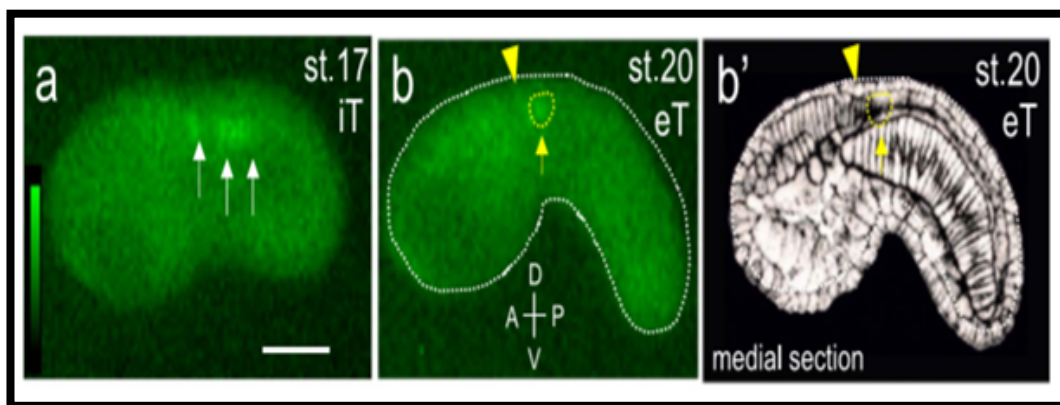 a
st.17
iT
b
st.20
eT
D
A P
V
b’
st.20
eT
medial section